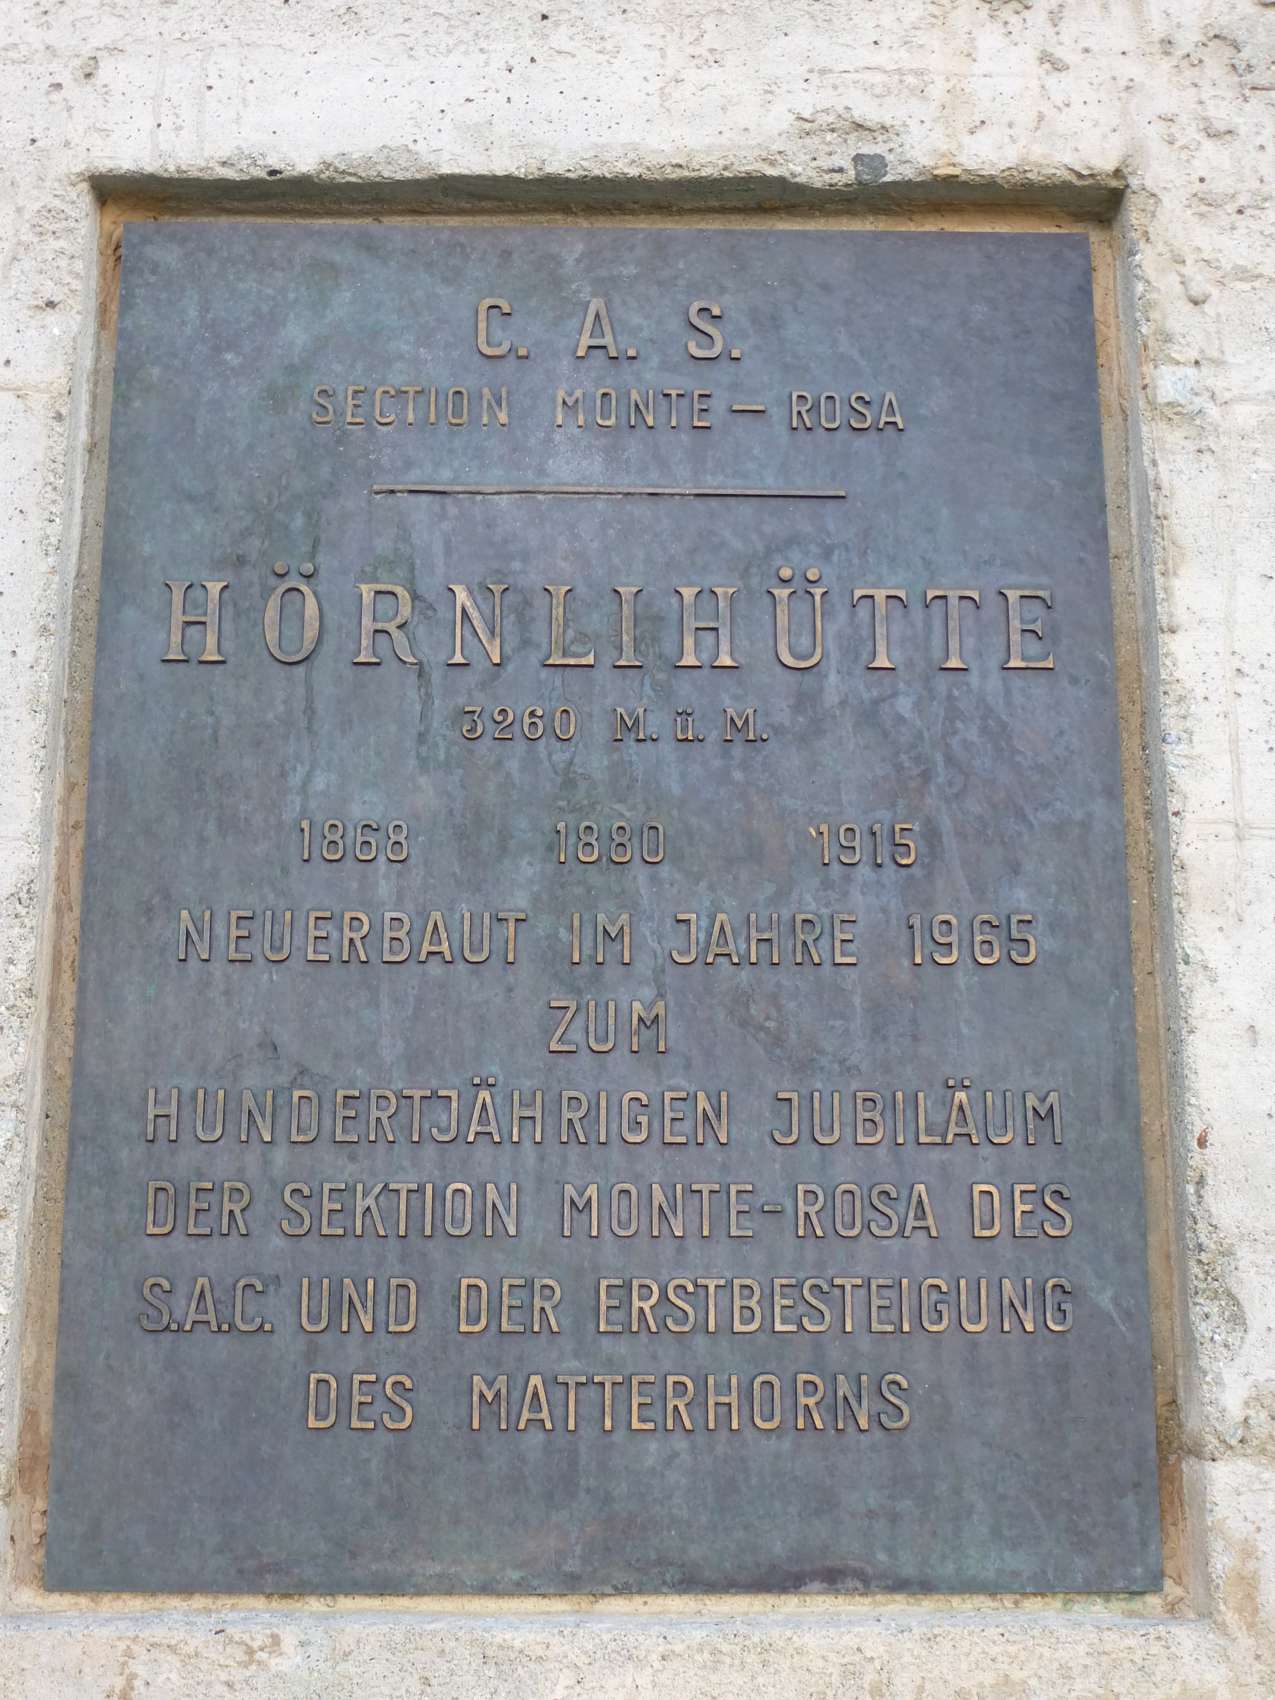 C. A. S.
SECTION MONTE - ROSA
HÖRNLIHÜTTE
3260 M. ü. M.
1868 1880 1915
NEUERBAUT IM JAHRE 1965
ZUM
HUNDERTJÄHRIGEN JUBILÄUM
DER SEKTION MONTE-ROSA DES
S.A.C. UND DER ERSTBESTEIGUNG
DES MATTERHORNS